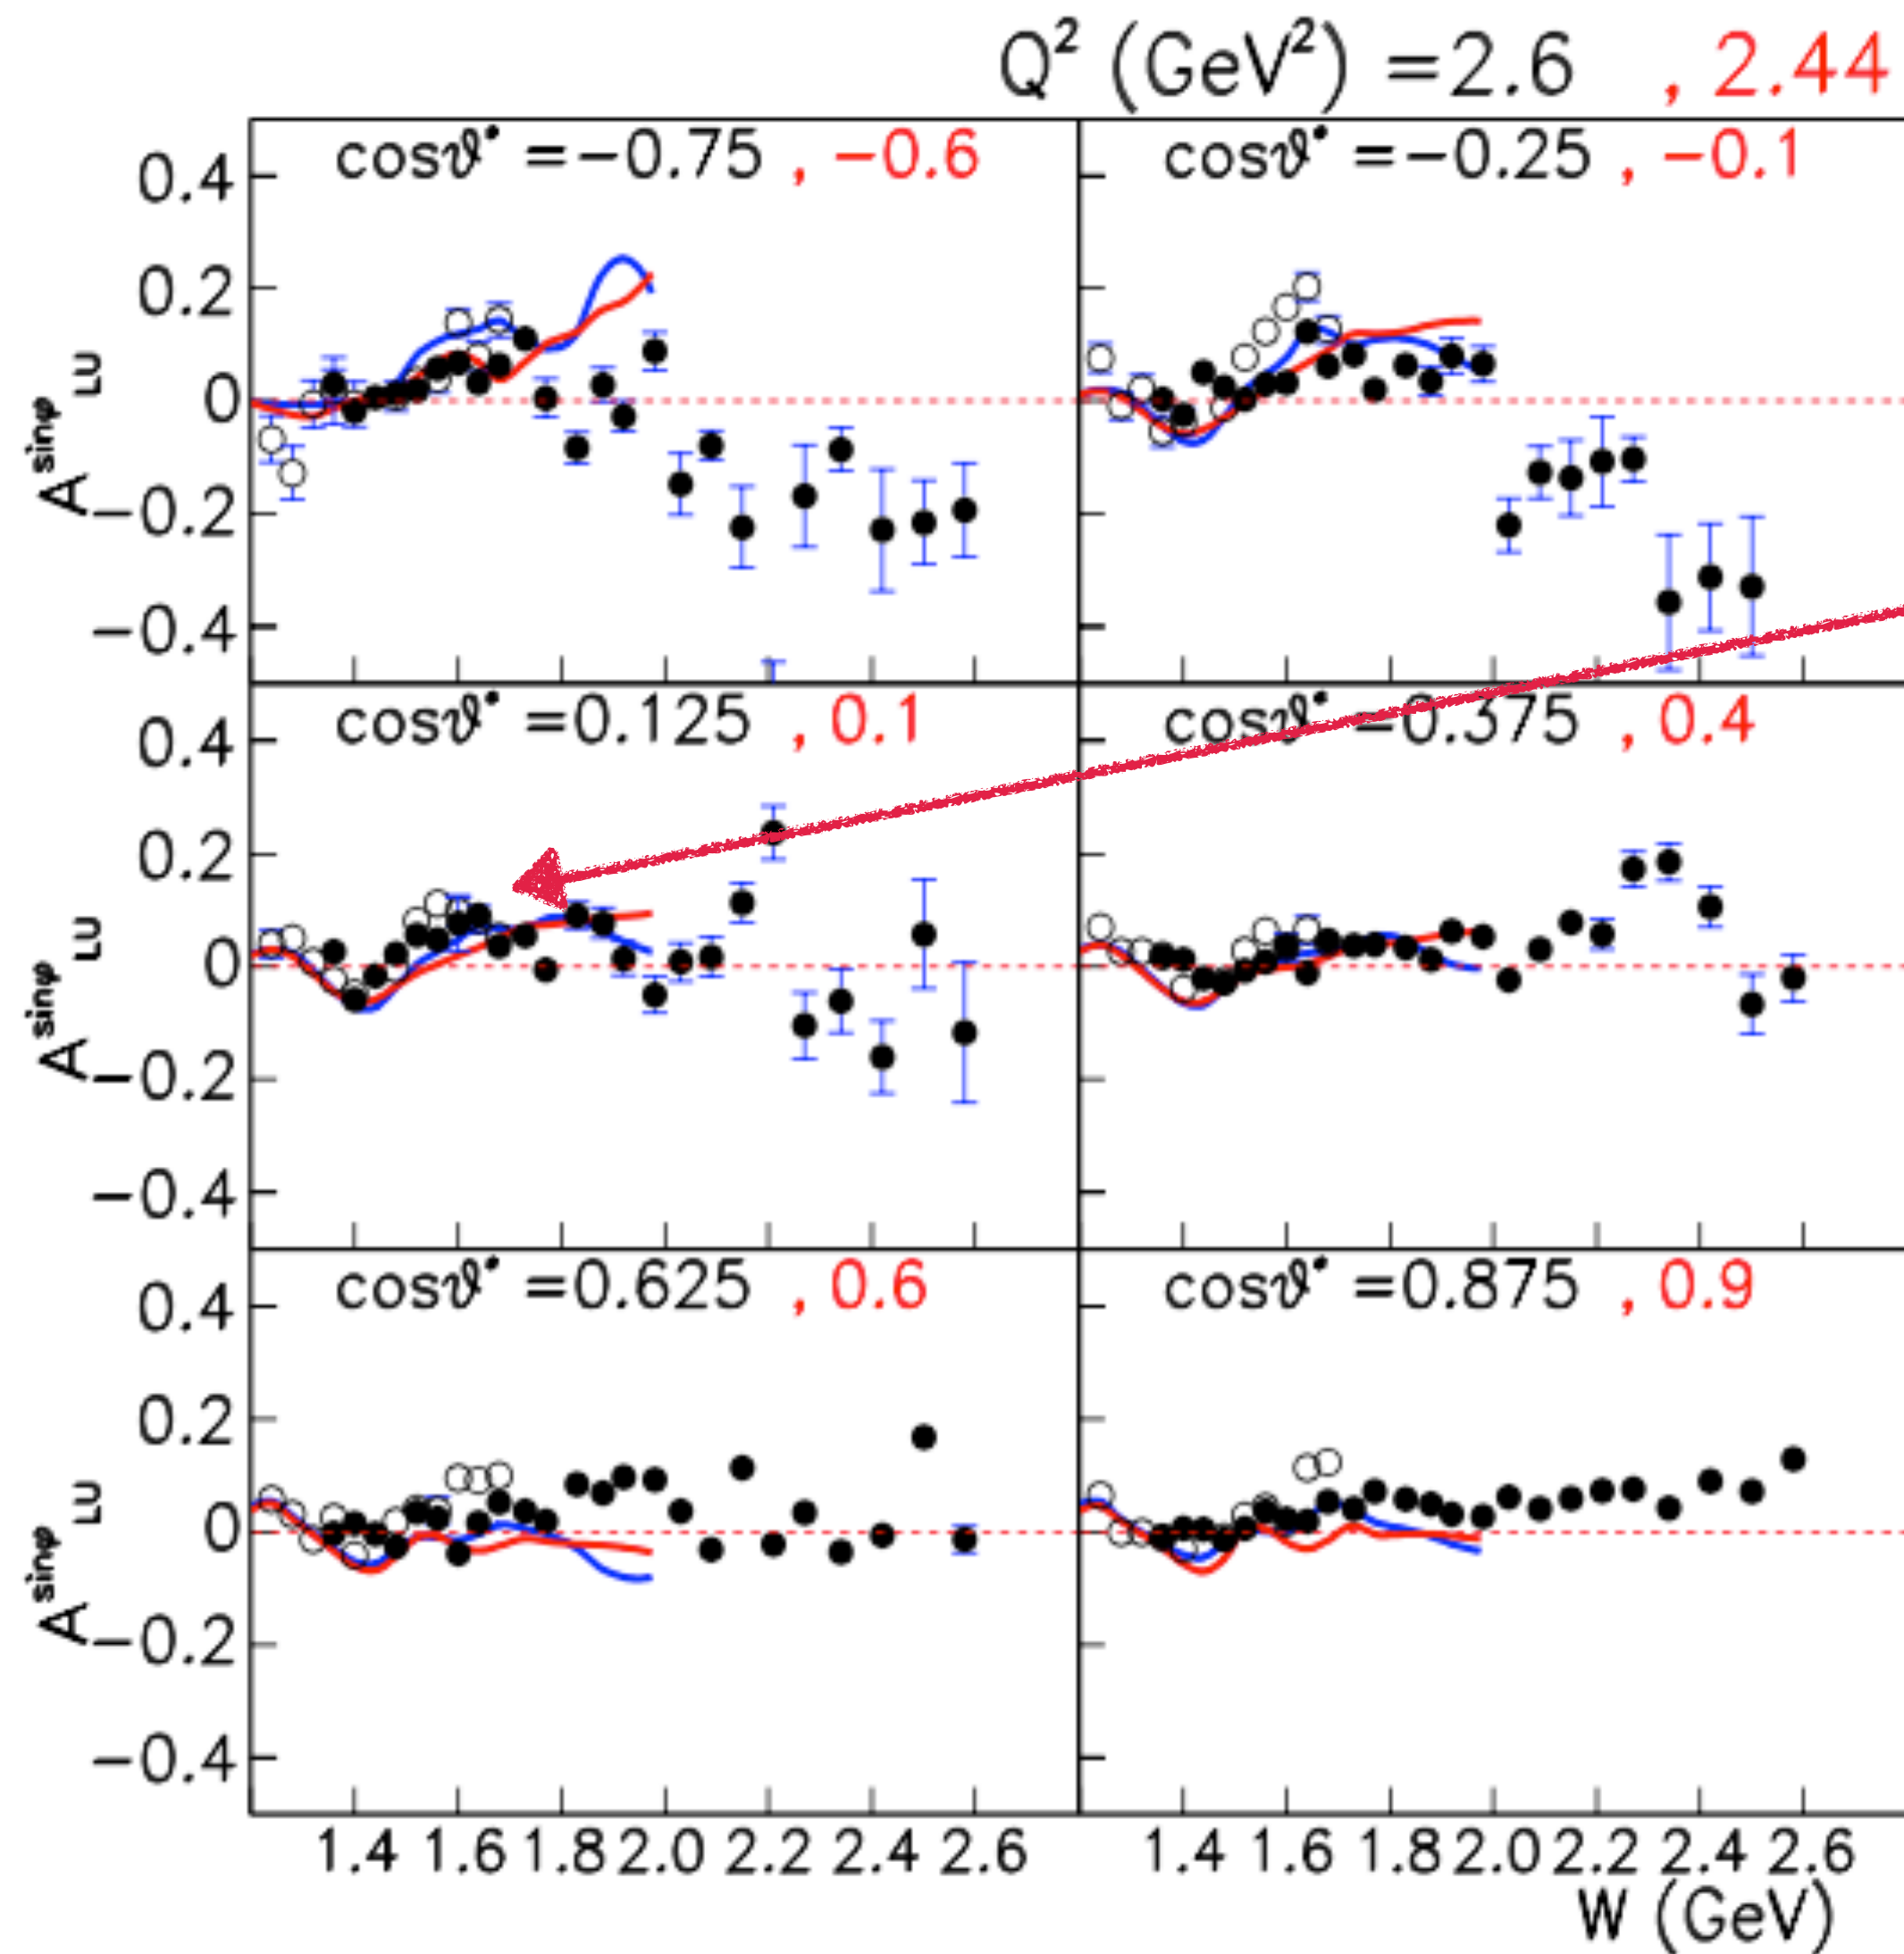 Q² (GeV²) =2.6 , 2.44
cosϑ* =−0.75 , −0.6
cosϑ* =−0.25 , −0.1
0.4
0.2
0
−0.2
−0.4
A^sinφ_LU
cosϑ* =0.125 , 0.1
cosϑ* =0.375 , 0.4
0.4
0.2
0
−0.2
−0.4
A^sinφ_LU
cosϑ* =0.625 , 0.6
cosϑ* =0.875 , 0.9
0.4
0.2
0
−0.2
−0.4
A^sinφ_LU
1.4 1.6 1.8 2.0 2.2 2.4 2.6
1.4 1.6 1.8 2.0 2.2 2.4 2.6
W (GeV)